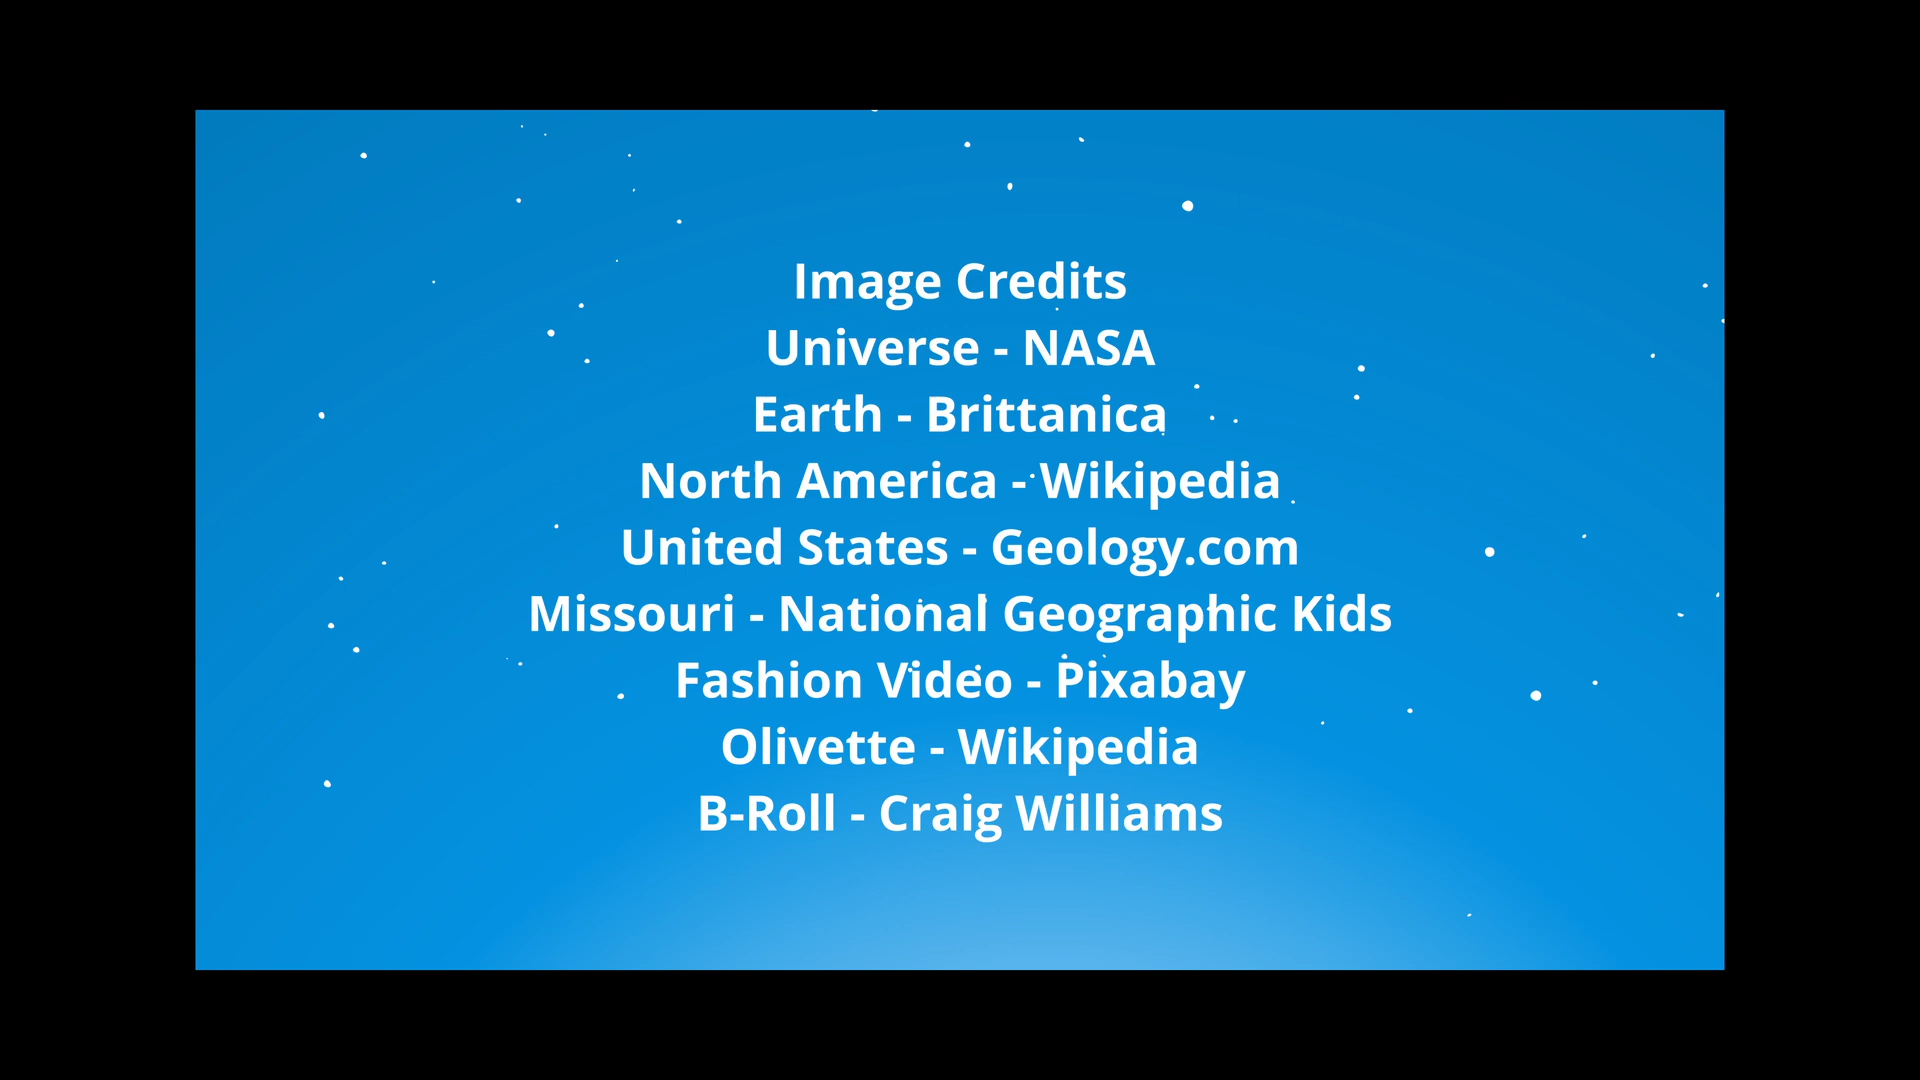 Image Credits
Universe - NASA
Earth - Brittanica
North America - Wikipedia
United States - Geology.com
Missouri - National Geographic Kids
Fashion Video - Pixabay
Olivette - Wikipedia
B-Roll - Craig Williams